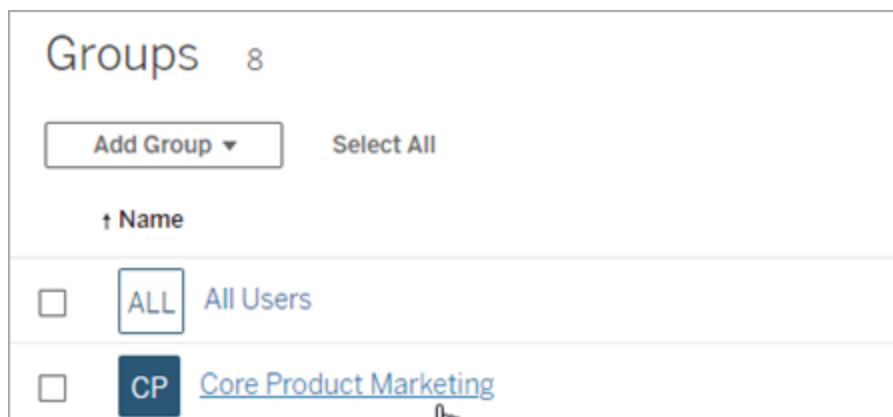 Groups 8
Add Group Select All
↑ Name
ALL All Users
CP Core Product Marketing